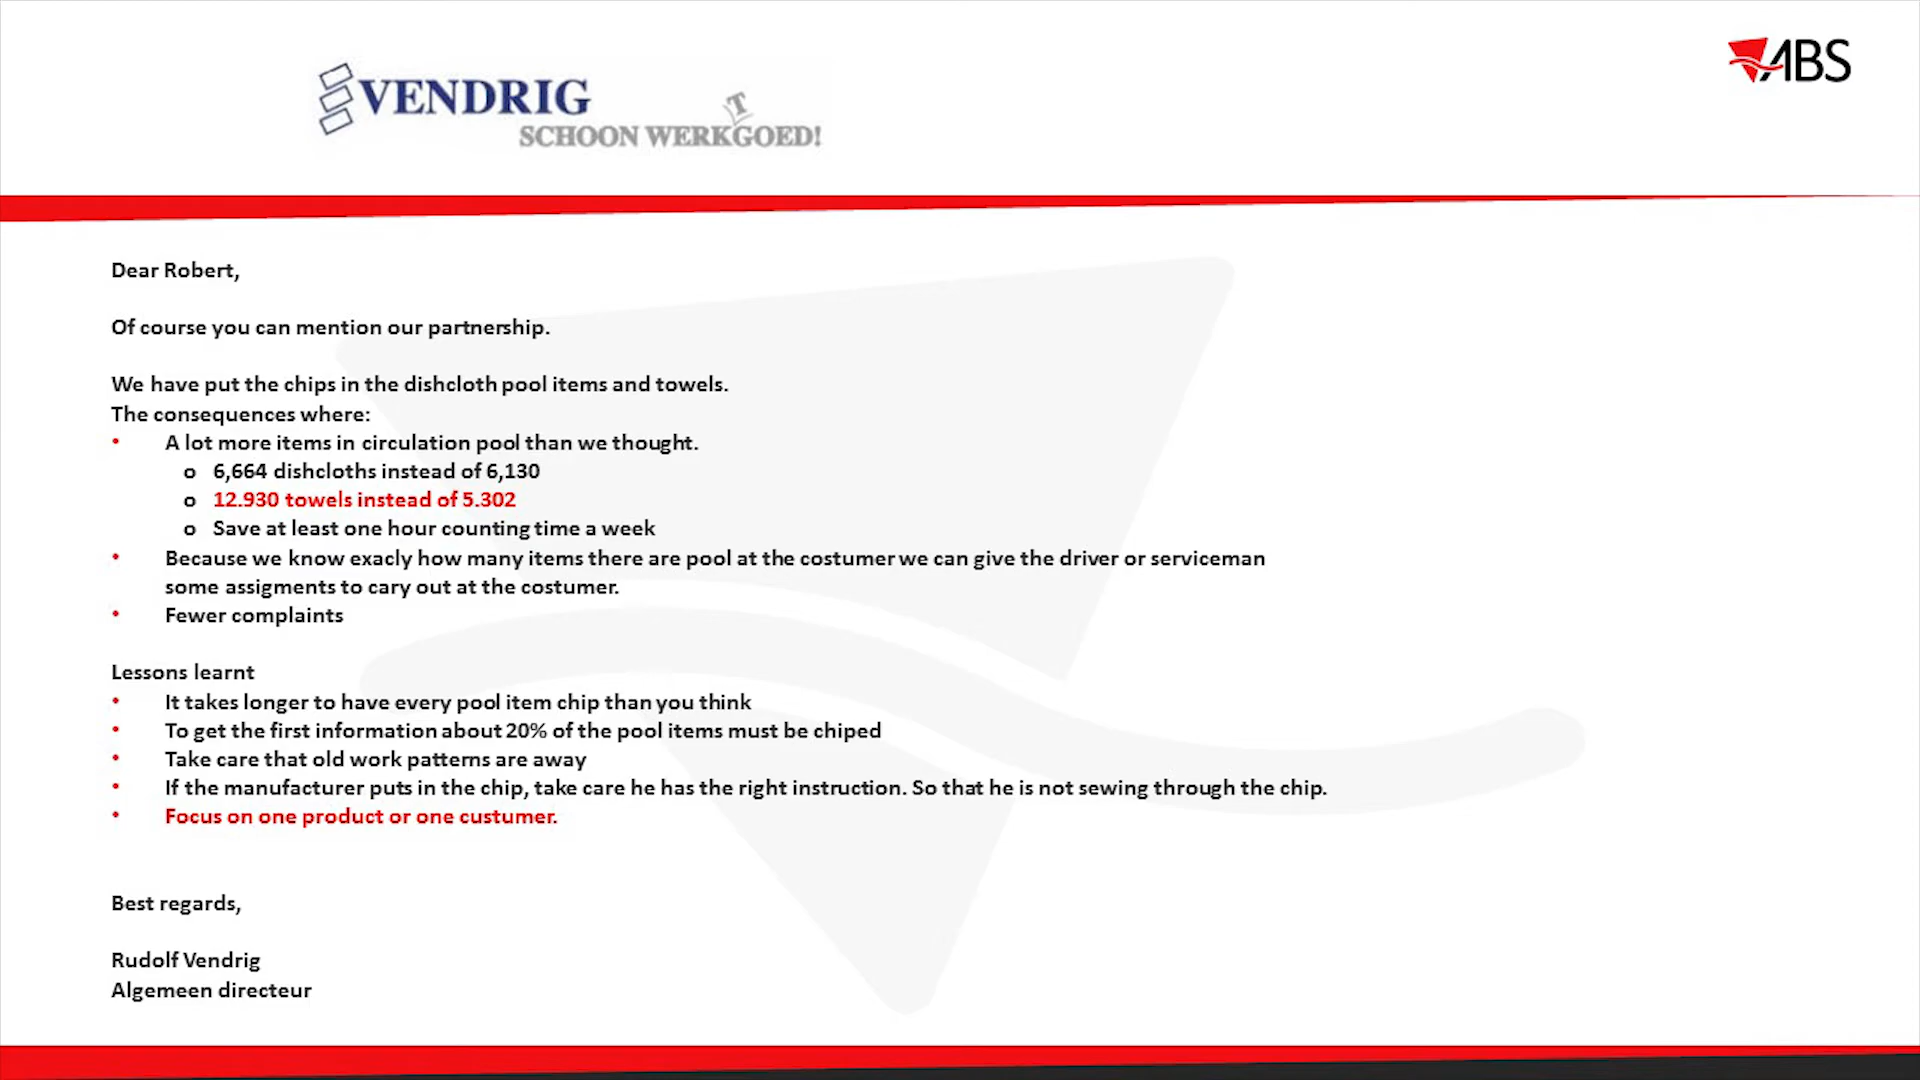 VENDRIG
T
SCHOON WERKGOED!
ABS
Dear Robert,
Of course you can mention our partnership.
We have put the chips in the dishcloth pool items and towels.
The consequences where:
• A lot more items in circulation pool than we thought.
o 6,664 dishcloths instead of 6,130
o 12.930 towels instead of 5.302
o Save at least one hour counting time a week
• Because we know exacly how many items there are pool at the costumer we can give the driver or serviceman
some assigments to cary out at the costumer.
• Fewer complaints
Lessons learnt
• It takes longer to have every pool item chip than you think
• To get the first information about 20% of the pool items must be chiped
• Take care that old work patterns are away
• If the manufacturer puts in the chip, take care he has the right instruction. So that he is not sewing through the chip.
• Focus on one product or one custumer.
Best regards,
Rudolf Vendrig
Algemeen directeur